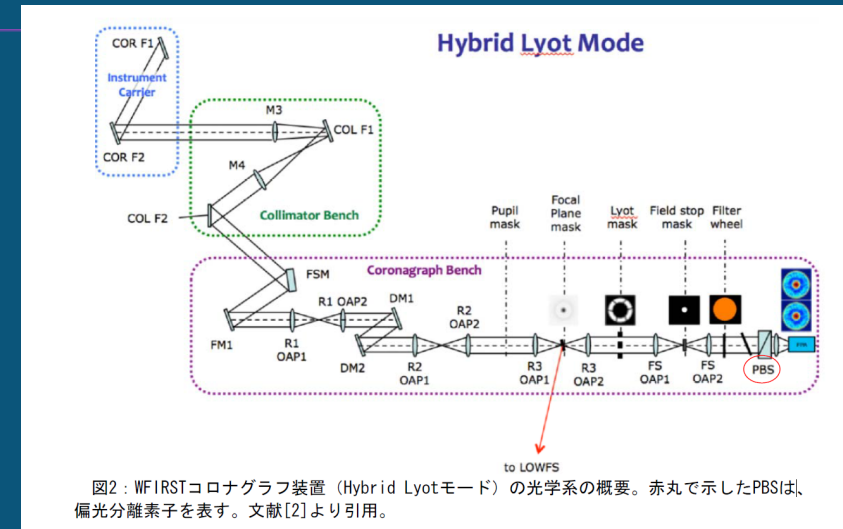 Hybrid Lyot Mode
COR F1
Instrument
Carrier
COR F2
M3
COL F1
M4
COL F2
Collimator Bench
Pupil
mask
Focal
Plane
mask
Lyot
mask
Field stop
mask
Filter
wheel
Coronagraph Bench
FSM
R1 OAP2
DM1
R2
OAP2
FM1
R1
OAP1
DM2
R2
OAP1
R3
OAP1
R3
OAP2
FS
OAP1
FS
OAP2
PBS
to LOWFS
図2：WFIRSTコロナグラフ装置（Hybrid Lyotモード）の光学系の概要。赤丸で示したPBSは、
偏光分離素子を表す。文献[2]より引用。